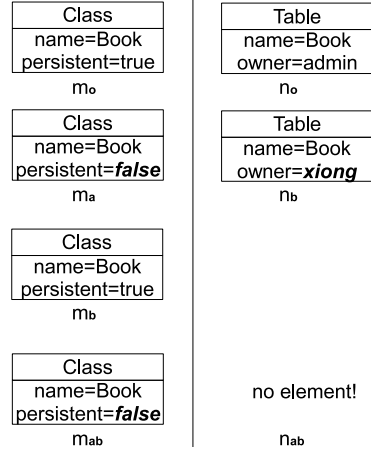 Class
name=Book
persistent=true
mo
Table
name=Book
owner=admin
no
Class
name=Book
persistent=false
ma
Table
name=Book
owner=xiong
nb
Class
name=Book
persistent=true
mb
Class
name=Book
persistent=false
mab
no element!
nab